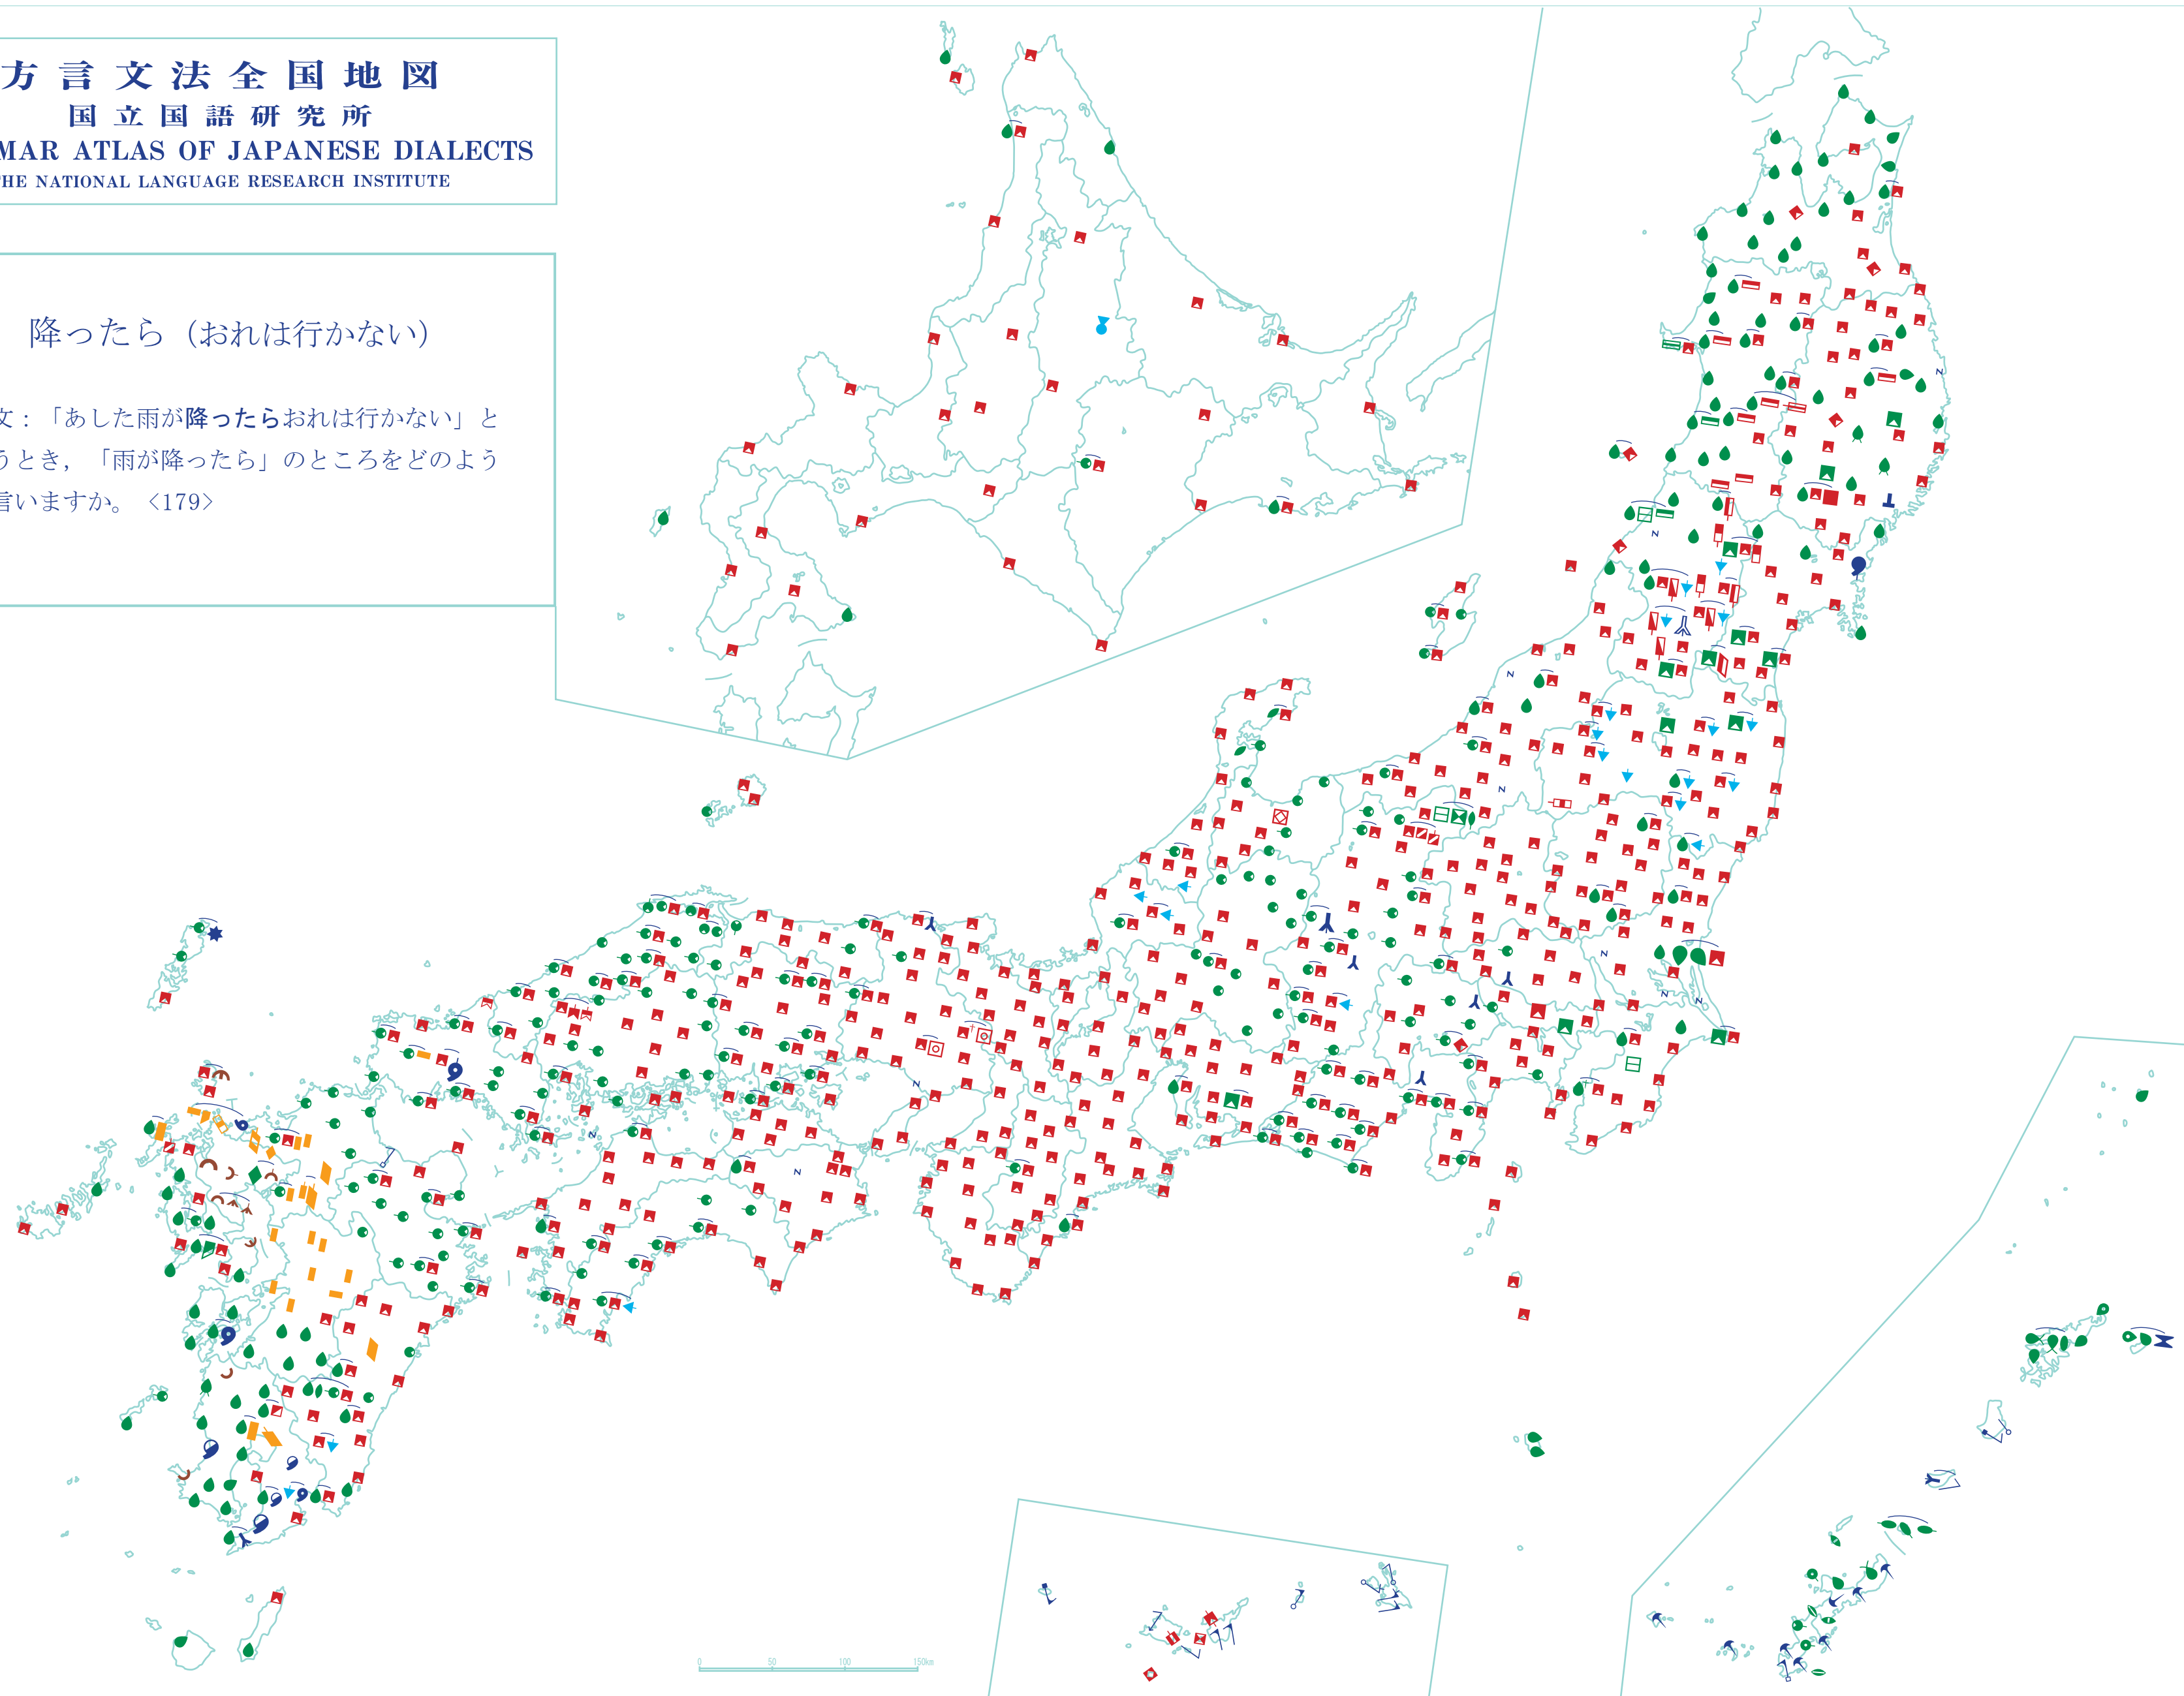 方言文法全国地図
国立国語研究所
MAR ATLAS OF JAPANESE DIALECTS
HE NATIONAL LANGUAGE RESEARCH INSTITUTE
降ったら（おれは行かない）
文：「あした雨が降ったらおれは行かない」と
うとき，「雨が降ったら」のところをどのよう
言いますか。〈179〉
0 50 100 150km